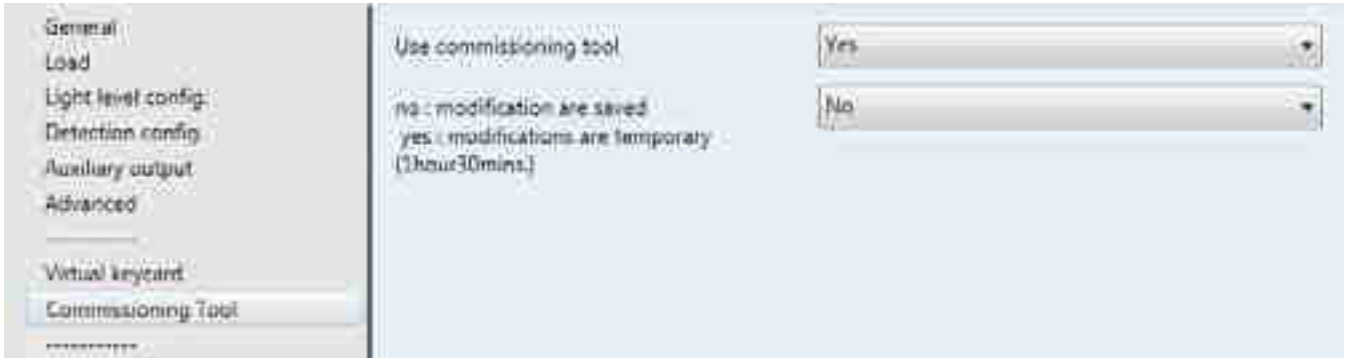 General
Load
Light level config.
Detection config.
Auxiliary output
Advanced
----------
Virtual keycard
Commissioning Tool
-----------
Use commissioning tool
Yes
no : modification are saved
yes : modifications are temporary
(1hour30mins.)
No